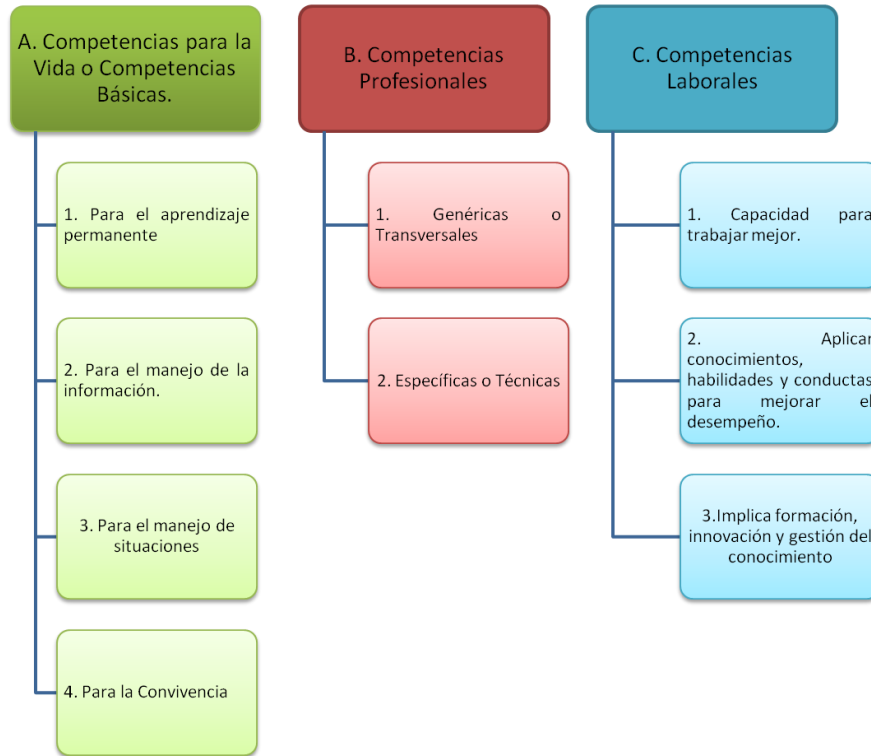 A. Competencias para la
Vida o Competencias
Básicas.
1. Para el aprendizaje
permanente
2. Para el manejo de la
información.
3. Para el manejo de
situaciones
4. Para la Convivencia
B. Competencias
Profesionales
1. Genéricas o
Transversales
2. Específicas o Técnicas
C. Competencias
Laborales
1. Capacidad para
trabajar mejor.
2. Aplicar
conocimientos,
habilidades y conductas
para mejorar el
desempeño.
3.Implica formación,
innovación y gestión del
conocimiento